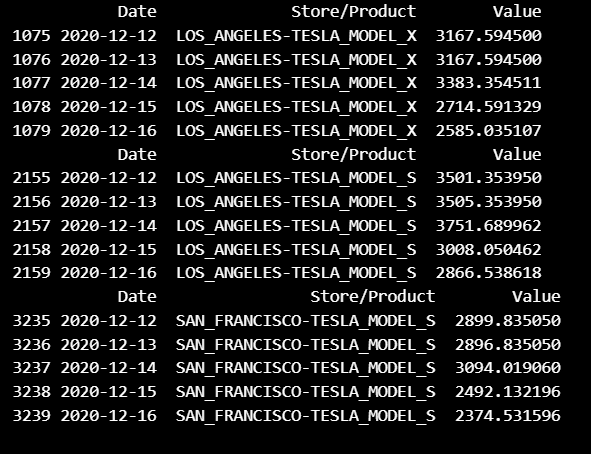 Date Store/Product Value
1075 2020-12-12 LOS_ANGELES-TESLA_MODEL_X 3167.594500
1076 2020-12-13 LOS_ANGELES-TESLA_MODEL_X 3167.594500
1077 2020-12-14 LOS_ANGELES-TESLA_MODEL_X 3383.354511
1078 2020-12-15 LOS_ANGELES-TESLA_MODEL_X 2714.591329
1079 2020-12-16 LOS_ANGELES-TESLA_MODEL_X 2585.035107
Date Store/Product Value
2155 2020-12-12 LOS_ANGELES-TESLA_MODEL_S 3501.353950
2156 2020-12-13 LOS_ANGELES-TESLA_MODEL_S 3505.353950
2157 2020-12-14 LOS_ANGELES-TESLA_MODEL_S 3751.689962
2158 2020-12-15 LOS_ANGELES-TESLA_MODEL_S 3008.050462
2159 2020-12-16 LOS_ANGELES-TESLA_MODEL_S 2866.538618
Date Store/Product Value
3235 2020-12-12 SAN_FRANCISCO-TESLA_MODEL_S 2899.835050
3236 2020-12-13 SAN_FRANCISCO-TESLA_MODEL_S 2896.835050
3237 2020-12-14 SAN_FRANCISCO-TESLA_MODEL_S 3094.019060
3238 2020-12-15 SAN_FRANCISCO-TESLA_MODEL_S 2492.132196
3239 2020-12-16 SAN_FRANCISCO-TESLA_MODEL_S 2374.531596